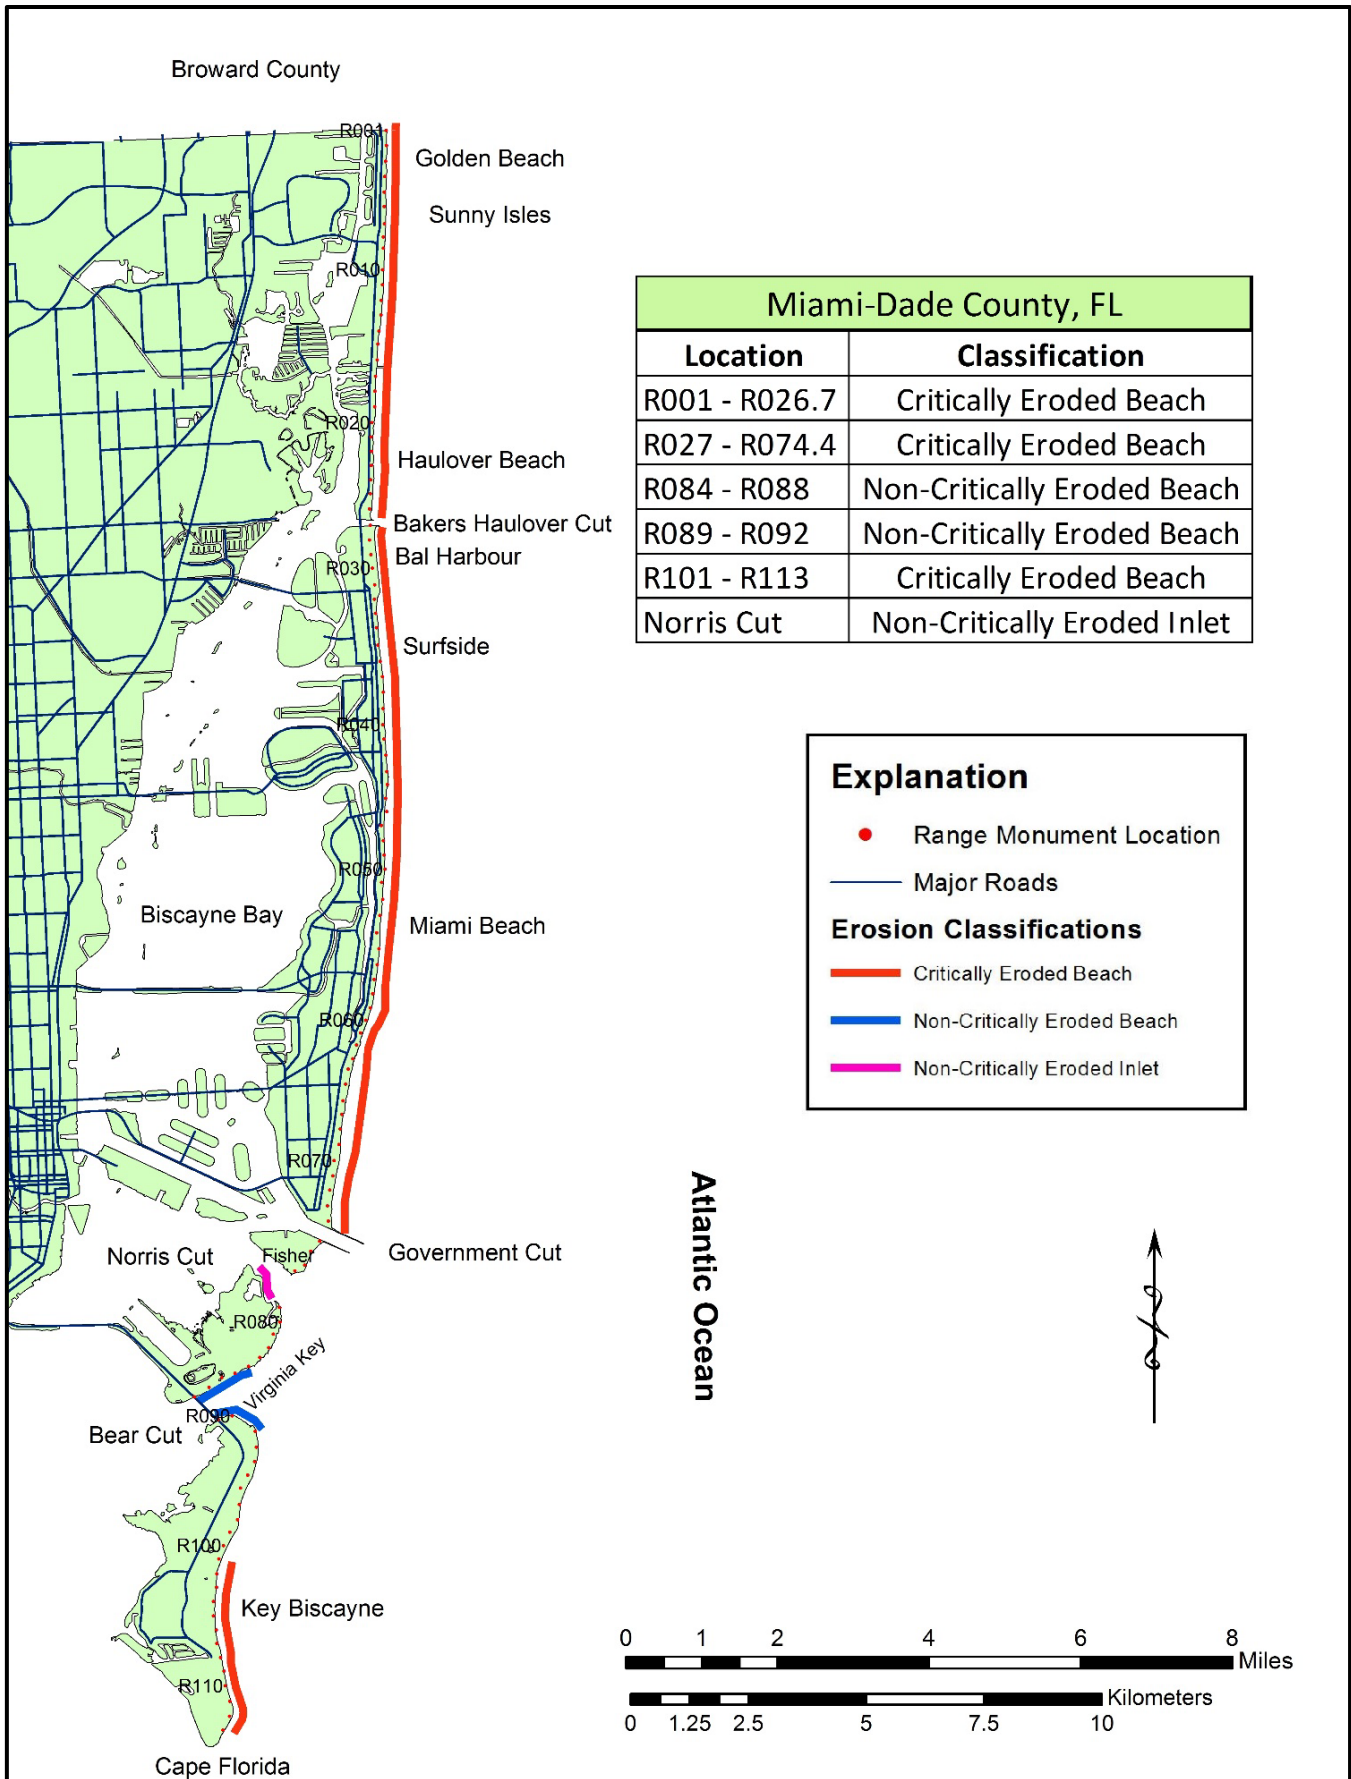 Broward County
R001
Golden Beach
Sunny Isles
R010
R020
Haulover Beach
Bakers Haulover Cut
Bal Harbour
R030
Surfside
R040
R050
Biscayne Bay
Miami Beach
R060
R070
Norris Cut
Fisher
Government Cut
R080
Virginia Key
R090
Bear Cut
R100
Key Biscayne
R110
Cape Florida
Atlantic Ocean
Miami-Dade County, FL
Location Classification
R001 - R026.7 Critically Eroded Beach
R027 - R074.4 Critically Eroded Beach
R084 - R088 Non-Critically Eroded Beach
R089 - R092 Non-Critically Eroded Beach
R101 - R113 Critically Eroded Beach
Norris Cut Non-Critically Eroded Inlet
Explanation
Range Monument Location
Major Roads
Erosion Classifications
Critically Eroded Beach
Non-Critically Eroded Beach
Non-Critically Eroded Inlet
0 1 2 4 6 8
Miles
Kilometers
0 1.25 2.5 5 7.5 10